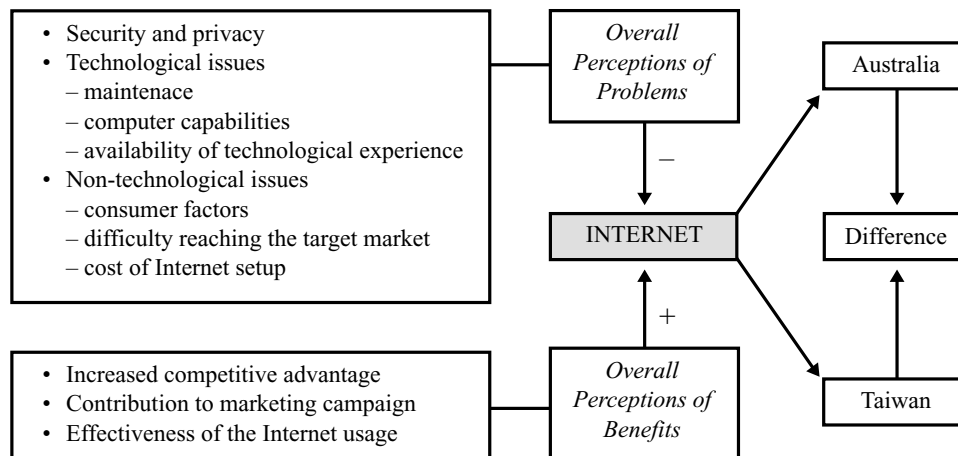 • Security and privacy
• Technological issues
– maintenace
– computer capabilities
– availability of technological experience
• Non-technological issues
– consumer factors
– difficulty reaching the target market
– cost of Internet setup
Overall
Perceptions of
Problems
–
INTERNET
+
• Increased competitive advantage
• Contribution to marketing campaign
• Effectiveness of the Internet usage
Overall
Perceptions of
Benefits
Australia
Difference
Taiwan